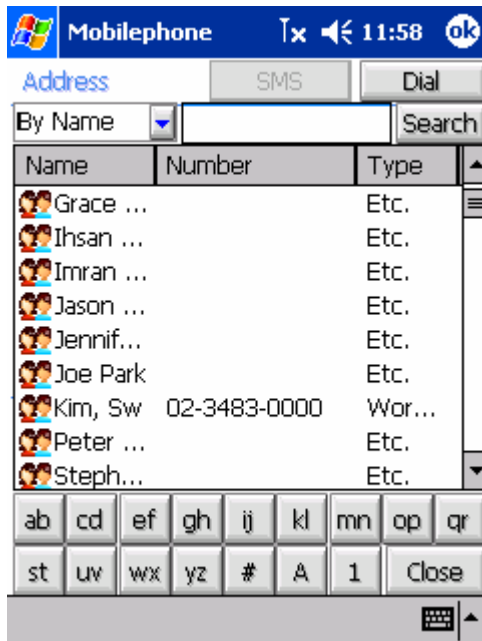 Mobilephone 11:58 ok
Address SMS Dial
By Name Search
Name Number Type
Grace ... Etc.
Ihsan ... Etc.
Imran ... Etc.
Jason ... Etc.
Jennif... Etc.
Joe Park Etc.
Kim, Sw 02-3483-0000 Wor...
Peter ... Etc.
Steph... Etc.
ab cd ef gh ij kl mn op qr
st uv wx yz # A 1 Close